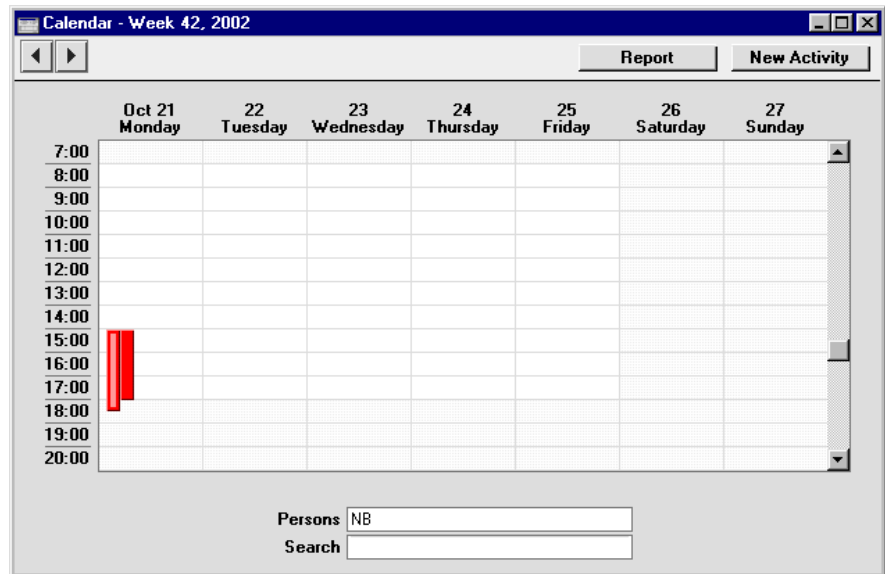 Calendar - Week 42, 2002
Report New Activity
Oct 21 22 23 24 25 26 27
Monday Tuesday Wednesday Thursday Friday Saturday Sunday
7:00
8:00
9:00
10:00
11:00
12:00
13:00
14:00
15:00
16:00
17:00
18:00
19:00
20:00
Persons NB
Search